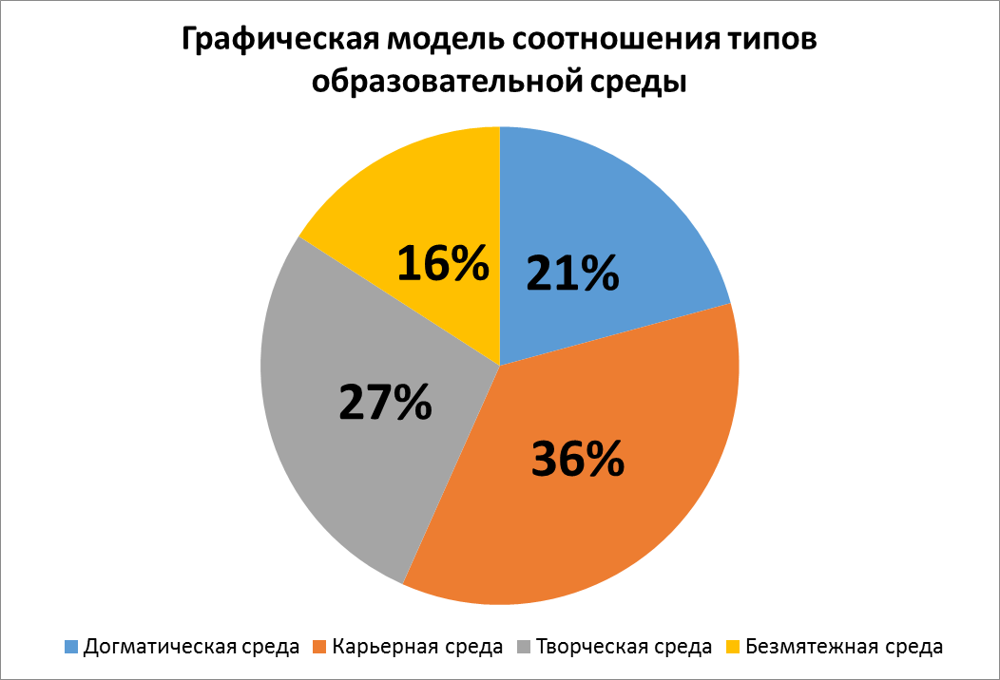 Графическая модель соотношения типов
образовательной среды
16%
21%
27%
36%
Догматическая среда
Карьерная среда
Творческая среда
Безмятежная среда